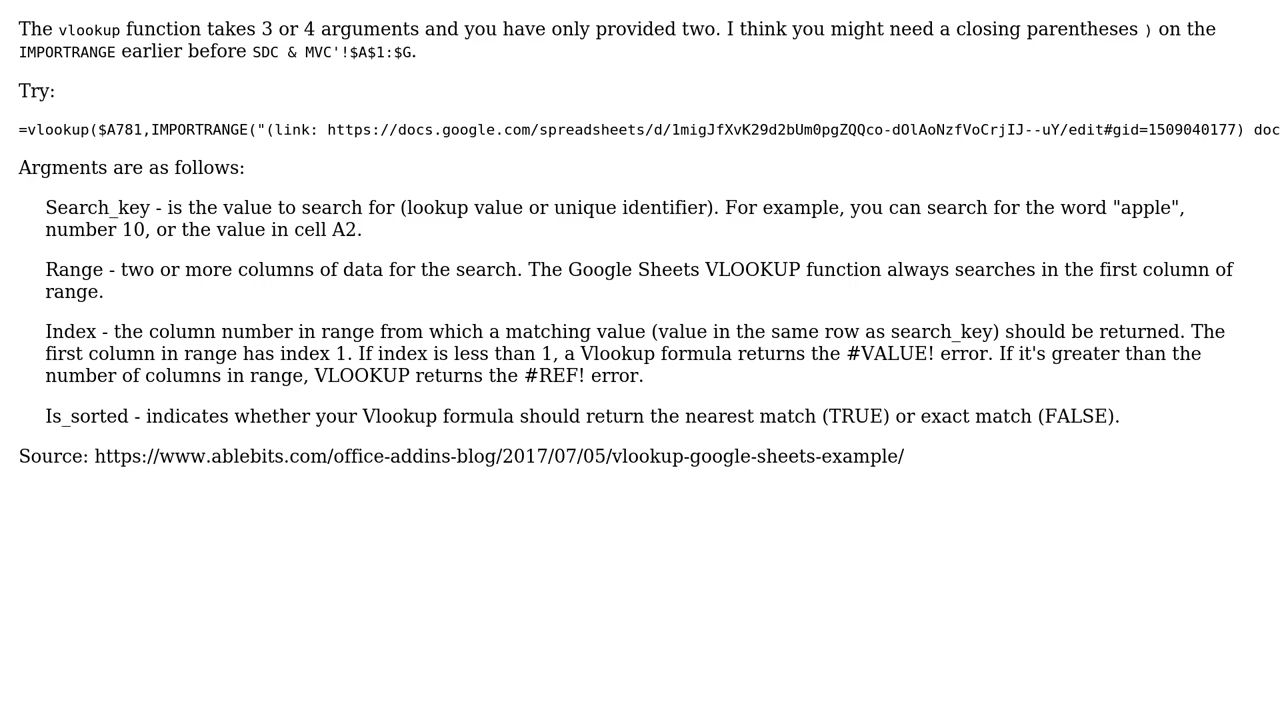 The vlookup function takes 3 or 4 arguments and you have only provided two. I think you might need a closing parentheses ) on the
IMPORTRANGE earlier before SDC & MVC'!$A$1:$G.
Try:
=vlookup($A781,IMPORTRANGE("(link: https://docs.google.com/spreadsheets/d/1migJfXvK29d2bUm0pgZQQco-dOlAoNzfVoCrjIJ--uY/edit#gid=1509040177) doc
Argments are as follows:
Search_key - is the value to search for (lookup value or unique identifier). For example, you can search for the word "apple",
number 10, or the value in cell A2.
Range - two or more columns of data for the search. The Google Sheets VLOOKUP function always searches in the first column of
range.
Index - the column number in range from which a matching value (value in the same row as search_key) should be returned. The
first column in range has index 1. If index is less than 1, a Vlookup formula returns the #VALUE! error. If it's greater than the
number of columns in range, VLOOKUP returns the #REF! error.
Is_sorted - indicates whether your Vlookup formula should return the nearest match (TRUE) or exact match (FALSE).
Source: https://www.ablebits.com/office-addins-blog/2017/07/05/vlookup-google-sheets-example/